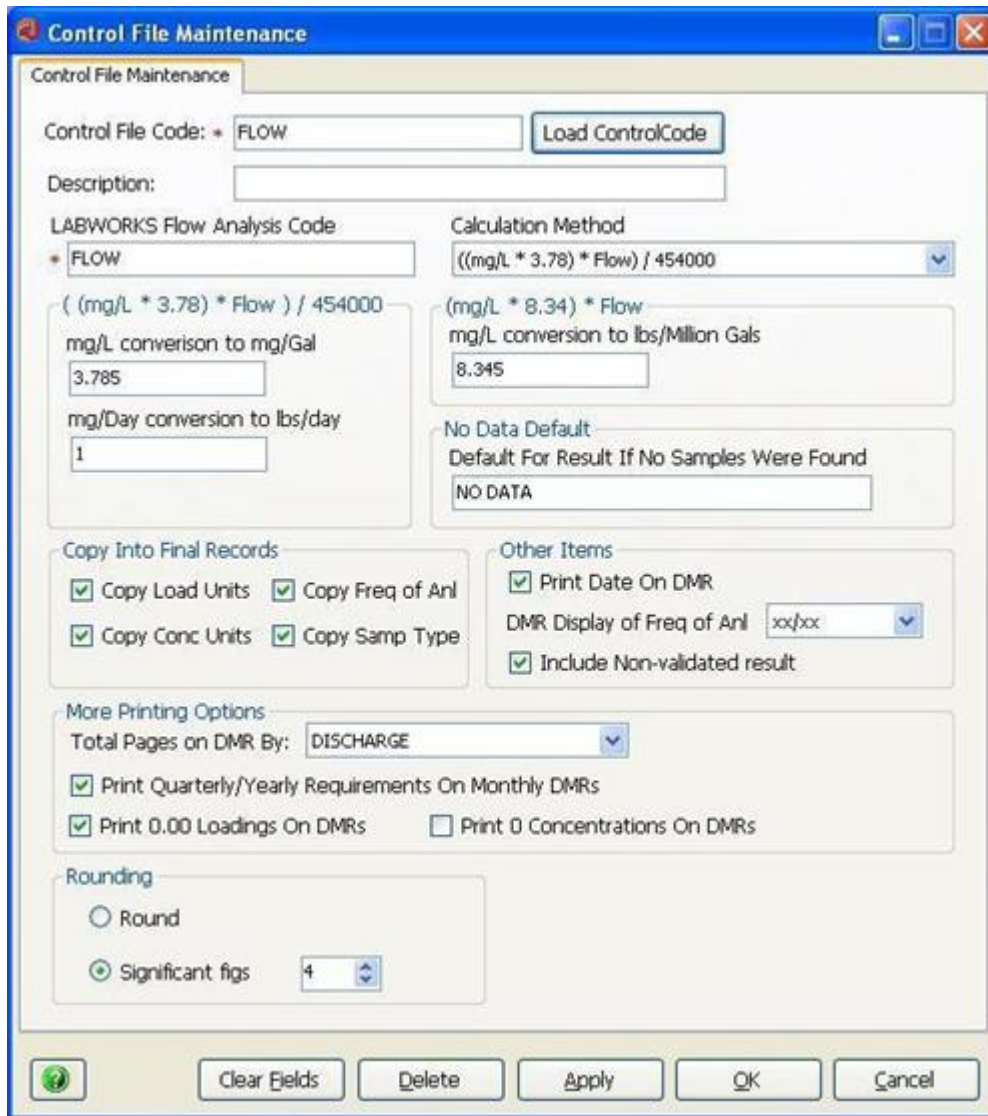 Control File Maintenance
Control File Maintenance
Control File Code: * FLOW Load ControlCode
Description:
LABWORKS Flow Analysis Code
* FLOW
Calculation Method
((mg/L * 3.78) * Flow) / 454000
( (mg/L * 3.78) * Flow ) / 454000
mg/L converison to mg/Gal
3.785
mg/Day conversion to lbs/day
1
(mg/L * 8.34) * Flow
mg/L conversion to lbs/Million Gals
8.345
No Data Default
Default For Result If No Samples Were Found
NO DATA
Copy Into Final Records
Copy Load Units Copy Freq of Anl
Copy Conc Units Copy Samp Type
Other Items
Print Date On DMR
DMR Display of Freq of Anl xx/xx
Include Non-validated result
More Printing Options
Total Pages on DMR By: DISCHARGE
Print Quarterly/Yearly Requirements On Monthly DMRs
Print 0.00 Loadings On DMRs Print 0 Concentrations On DMRs
Rounding
Round
Significant figs 4
? Clear Fields Delete Apply OK Cancel